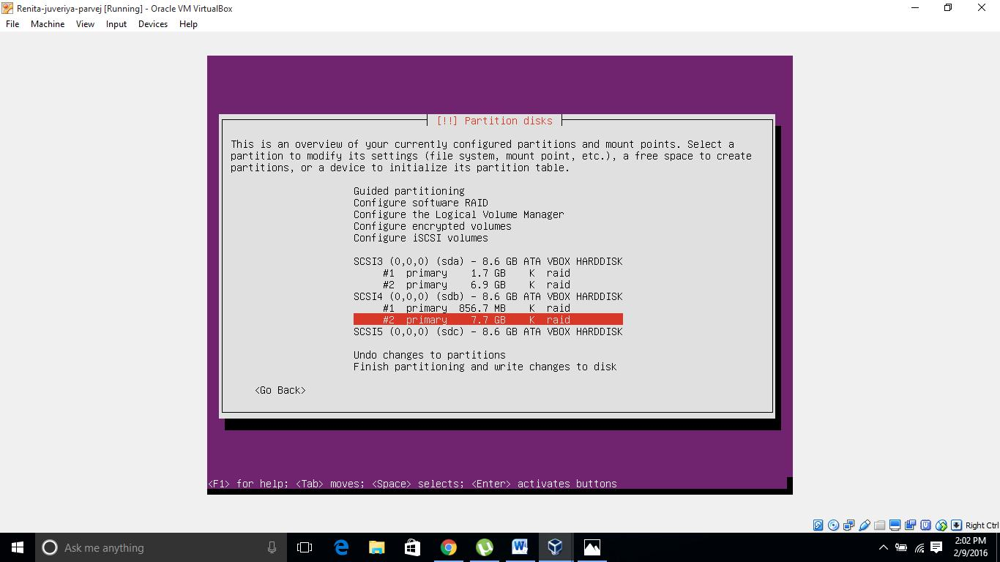 Renita-juveriya-parvej [Running] - Oracle VM VirtualBox
File Machine View Input Devices Help
[!!] Partition disks
This is an overview of your currently configured partitions and mount points. Select a
partition to modify its settings (file system, mount point, etc.), a free space to create
partitions, or a device to initialize its partition table.
Guided partitioning
Configure software RAID
Configure the Logical Volume Manager
Configure encrypted volumes
Configure iSCSI volumes
SCSI3 (0,0,0) (sda) - 8.6 GB ATA VBOX HARDDISK
#1 primary 1.7 GB K raid
#2 primary 6.9 GB K raid
SCSI4 (0,0,0) (sdb) - 8.6 GB ATA VBOX HARDDISK
#1 primary 856.7 MB K raid
#2 primary 7.7 GB K raid
SCSI5 (0,0,0) (sdc) - 8.6 GB ATA VBOX HARDDISK
Undo changes to partitions
Finish partitioning and write changes to disk
<Go Back>
<F1> for help; <Tab> moves; <Space> selects; <Enter> activates buttons
Right Ctrl
Ask me anything
2:02 PM
2/9/2016